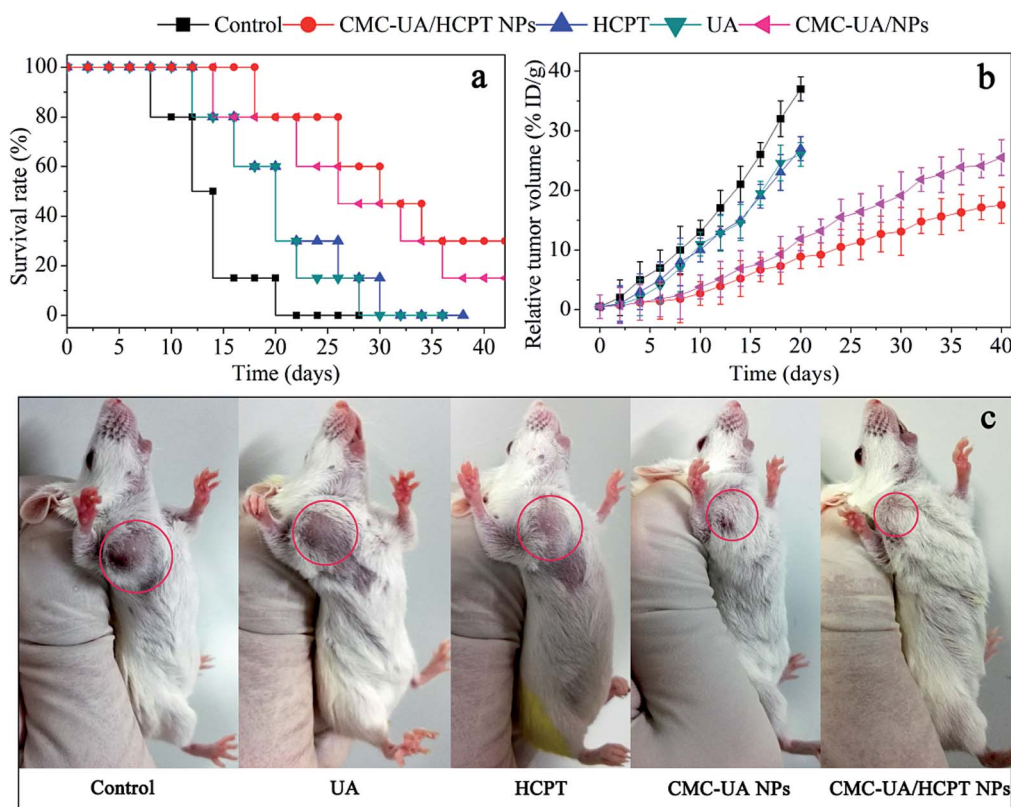 Control CMC-UA/HCPT NPs HCPT UA CMC-UA/NPs
a
100
80
60
40
20
0
Survival rate (%)
0 5 10 15 20 25 30 35 40
Time (days)
b
40
30
20
10
0
Relative tumor volume (% ID/g)
0 5 10 15 20 25 30 35 40
Time (days)
c
Control UA HCPT CMC-UA NPs CMC-UA/HCPT NPs